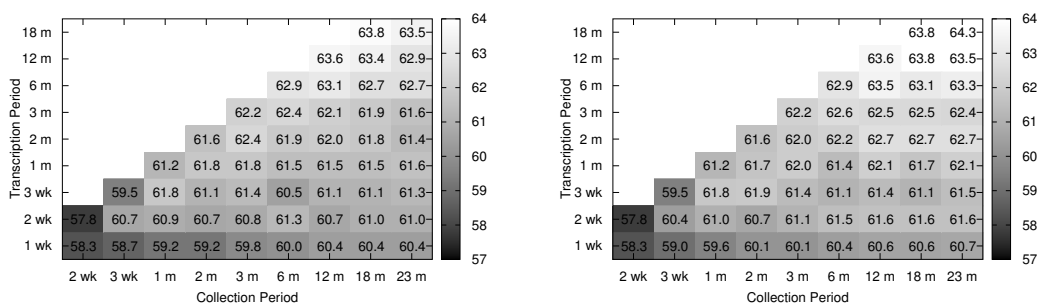 18 m 63.8 63.5 64
12 m 63.6 63.4 62.9 63
6 m 62.9 63.1 62.7 62.7 62
3 m 62.2 62.4 62.1 61.9 61.6 61
2 m 61.6 62.4 61.9 62.0 61.8 61.4 60
1 m 61.2 61.8 61.8 61.5 61.5 61.5 61.6 59
3 wk 59.5 61.8 61.1 61.4 60.5 61.1 61.1 61.3 58
2 wk 57.8 60.7 60.9 60.7 60.8 61.3 60.7 61.0 61.0 57
1 wk 58.3 58.7 59.2 59.2 59.8 60.0 60.4 60.4 60.4
2 wk 3 wk 1 m 2 m 3 m 6 m 12 m 18 m 23 m
Collection Period
Transcription Period
18 m 63.8 64.3 64
12 m 63.6 63.8 63.5 63
6 m 62.9 63.5 63.1 63.3 62
3 m 62.2 62.6 62.5 62.5 62.4 61
2 m 61.6 62.0 62.2 62.7 62.7 62.7 60
1 m 61.2 61.7 62.0 61.4 62.1 61.7 62.1 59
3 wk 59.5 61.8 61.9 61.4 61.1 61.4 61.1 61.5 58
2 wk 57.8 60.4 61.0 60.7 61.1 61.5 61.6 61.6 61.6 57
1 wk 58.3 59.0 59.6 60.1 60.1 60.4 60.6 60.6 60.7
2 wk 3 wk 1 m 2 m 3 m 6 m 12 m 18 m 23 m
Collection Period
Transcription Period